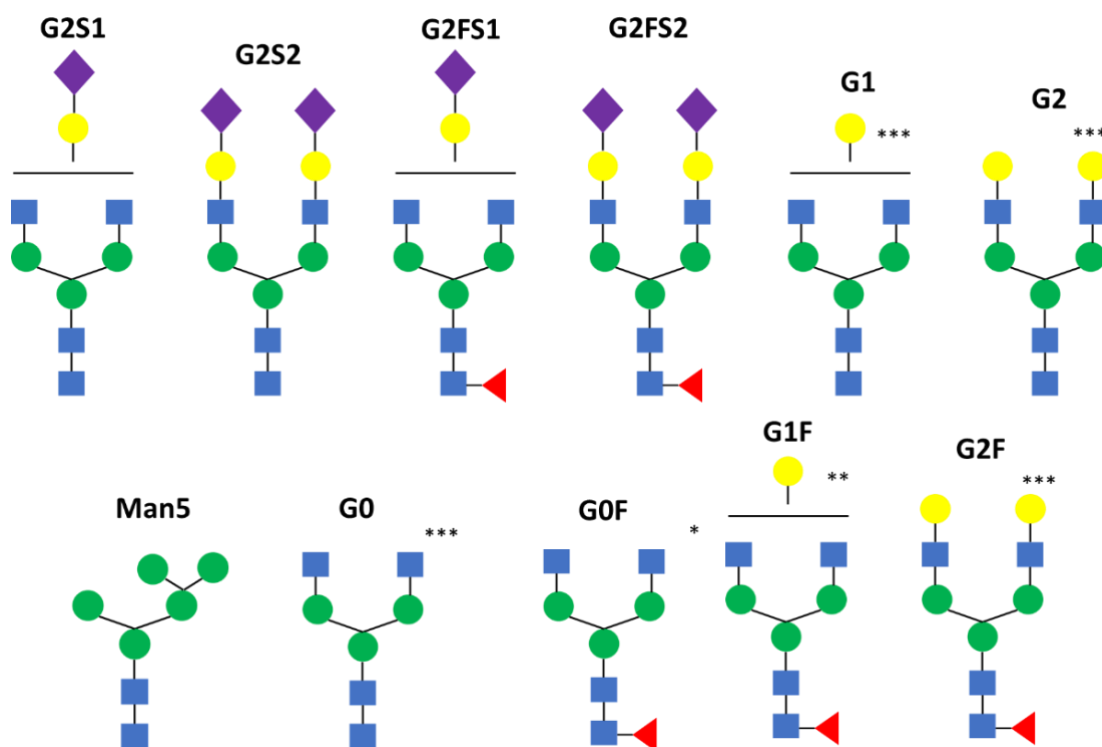 G2S1
G2S2
G2FS1
G2FS2
G1
***
G2
***
Man5
G0
***
G0F
*
G1F
**
G2F
***